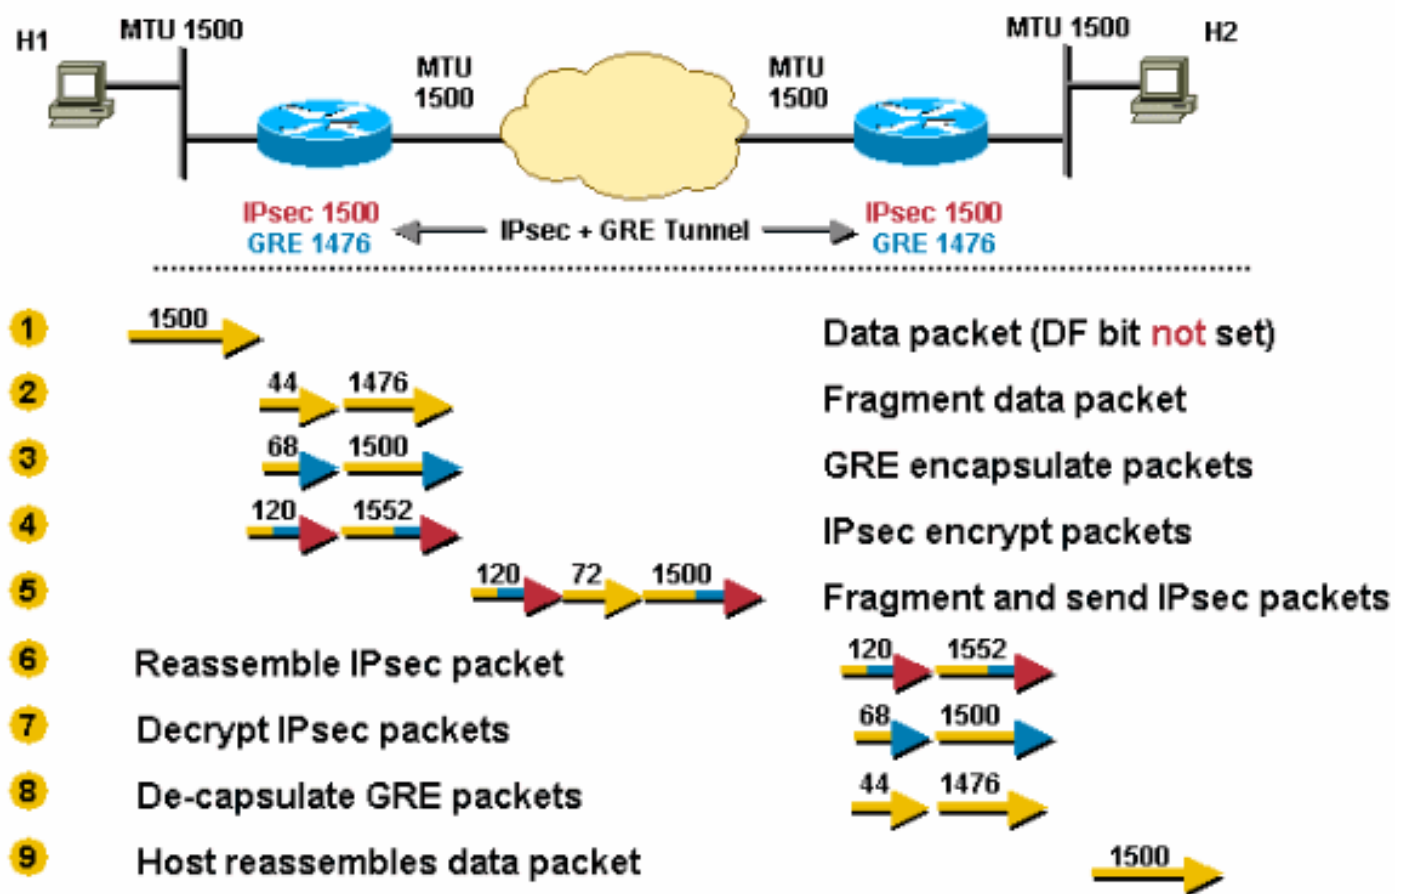 H1
MTU 1500
MTU 1500
MTU 1500
MTU 1500
H2
IPsec 1500
GRE 1476
IPsec + GRE Tunnel
IPsec 1500
GRE 1476
1
1500
Data packet (DF bit not set)
2
44 1476
Fragment data packet
3
68 1500
GRE encapsulate packets
4
120 1552
IPsec encrypt packets
5
120 72 1500
Fragment and send IPsec packets
6
Reassemble IPsec packet
120 1552
7
Decrypt IPsec packets
68 1500
8
De-capsulate GRE packets
44 1476
9
Host reassembles data packet
1500